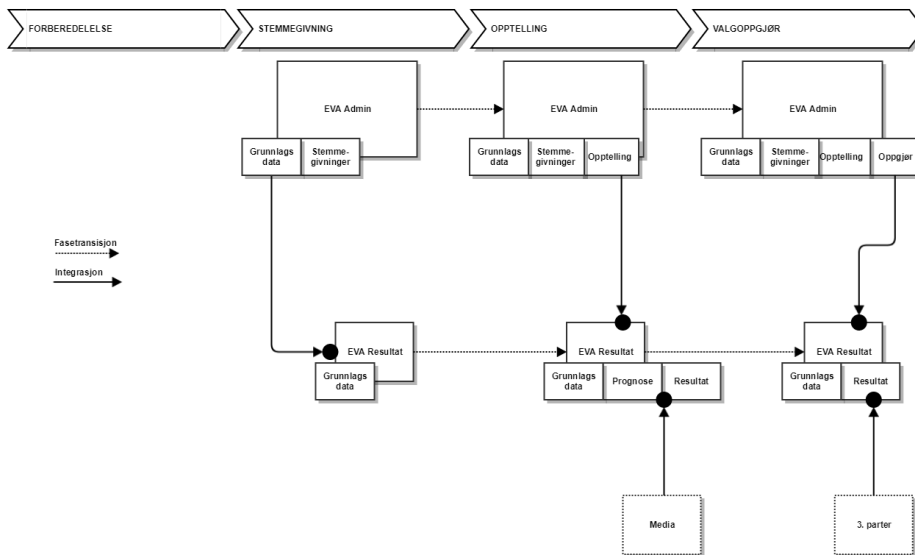 FORBEREDELELSE
STEMMEGIVNING
OPPTELLING
VALGOPPGJØR
EVA Admin
EVA Admin
EVA Admin
Grunnlags
data
Stemme-
givninger
Grunnlags
data
Stemme-
givninger
Opptelling
Grunnlags
data
Stemme-
givninger
Opptelling
Oppgjør
Fasetransisjon
Integrasjon
EVA Resultat
EVA Resultat
EVA Resultat
Grunnlags
data
Grunnlags
data
Prognose
Resultat
Grunnlags
data
Resultat
Media
3. parter